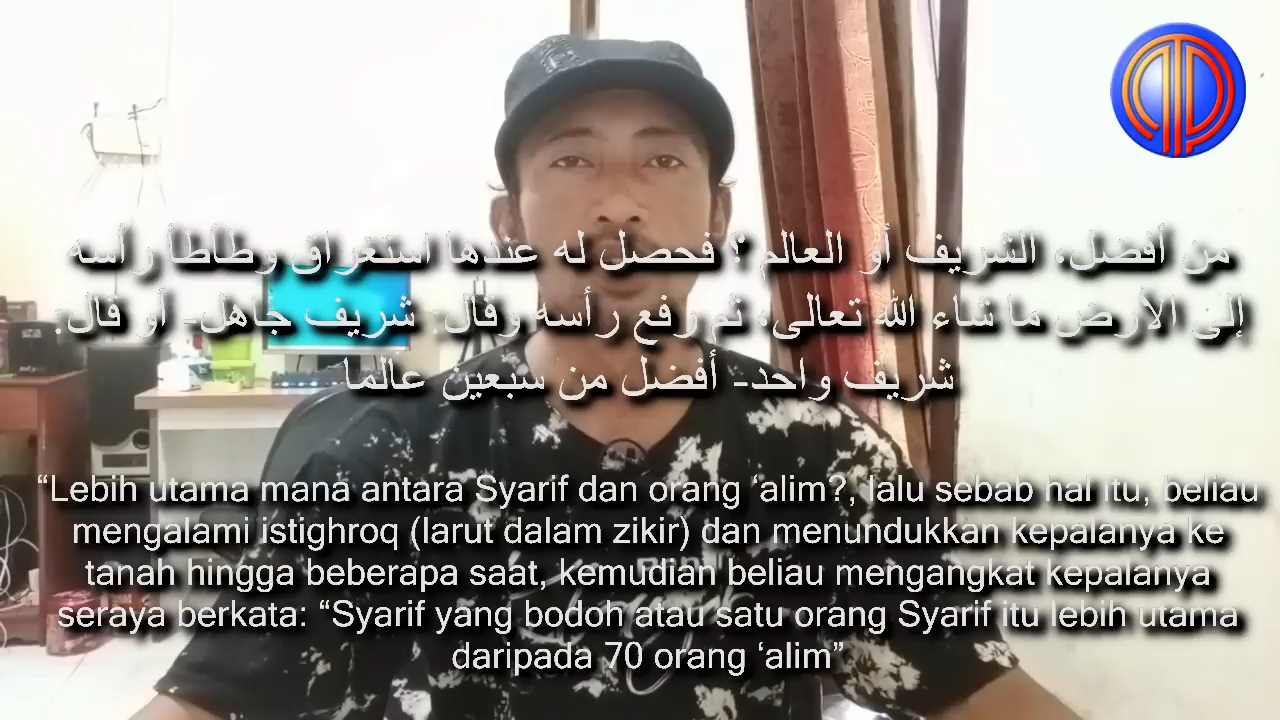 من أفضل، الشريف أو العالم ؟ فحصل له عندها استغراق وطأطأ رأسه
إلى الأرض ما شاء الله تعالى، ثم رفع رأسه وقال: شريف جاهل- أو قال:
شريف واحد- أفضل من سبعين عالما
“Lebih utama mana antara Syarif dan orang ‘alim?, lalu sebab hal itu, beliau
mengalami istighroq (larut dalam zikir) dan menundukkan kepalanya ke
tanah hingga beberapa saat, kemudian beliau mengangkat kepalanya
seraya berkata: “Syarif yang bodoh atau satu orang Syarif itu lebih utama
daripada 70 orang ‘alim”